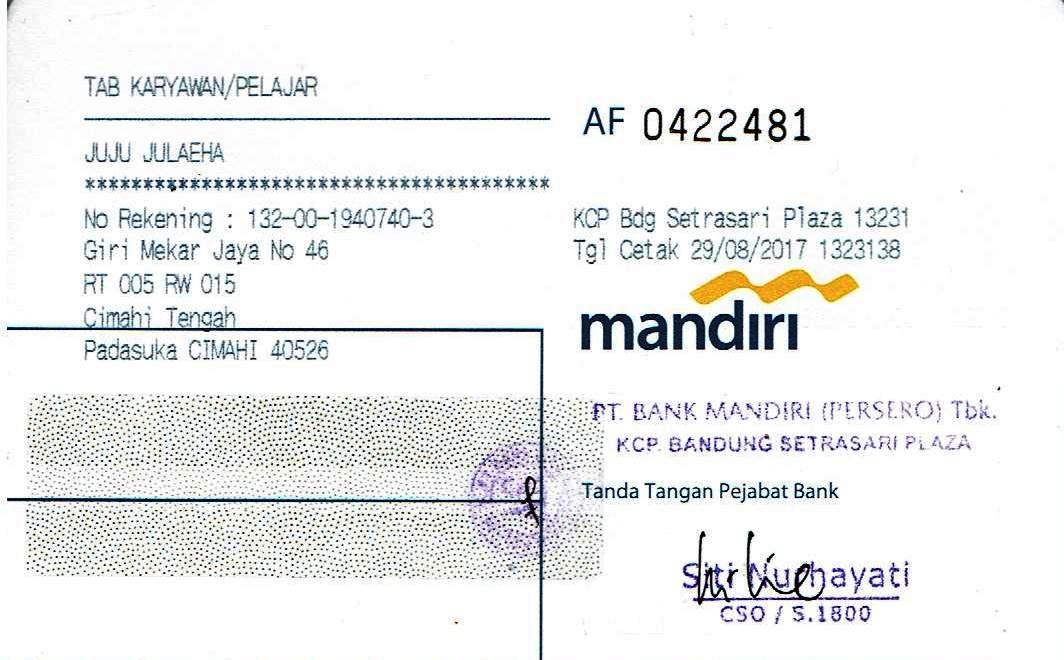 TAB KARYAWAN/PELAJAR
AF 0422481
JUJU JULAEHA
****************************************
No Rekening : 132-00-1940740-3
Giri Mekar Jaya No 46
RT 005 RW 015
Cimahi Tengah
Padasuka CIMAHI 40526
KCP Bdg Setrasari Plaza 13231
Tgl Cetak 29/08/2017 1323138
mandiri
PT. BANK MANDIRI (PERSERO) Tbk.
KCP. BANDUNG SETRASARI PLAZA
Tanda Tangan Pejabat Bank
Siti Nurhayati
CSO / S.1800